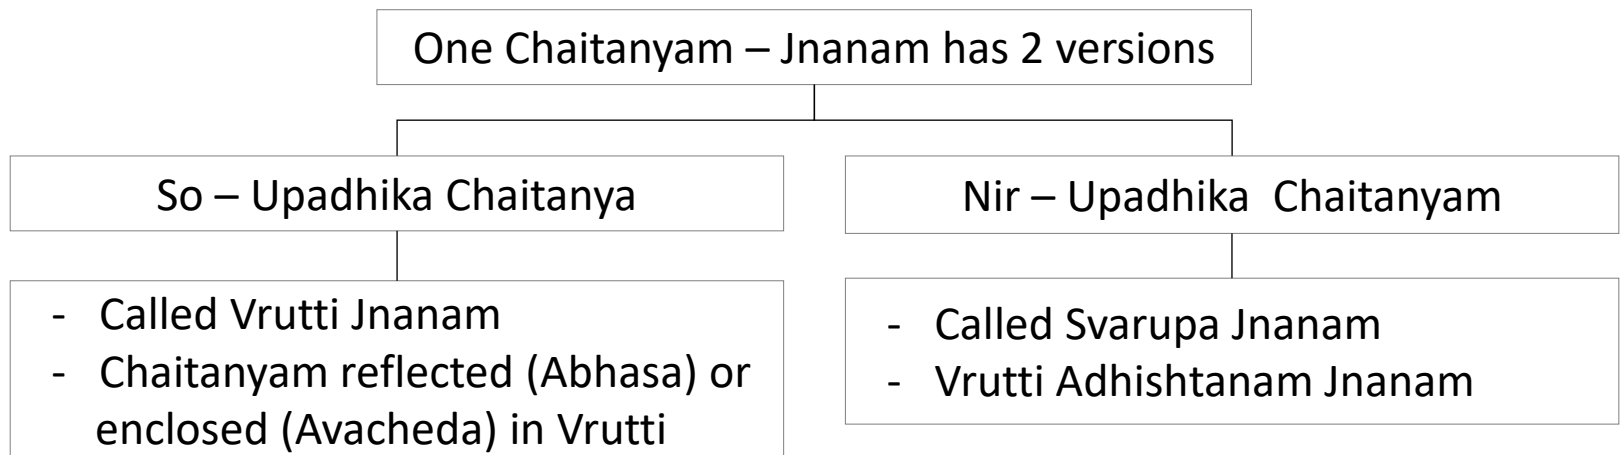 One Chaitanyam – Jnanam has 2 versions
So – Upadhika Chaitanya
- Called Vrutti Jnanam
- Chaitanyam reflected (Abhasa) or
enclosed (Avacheda) in Vrutti
Nir – Upadhika Chaitanyam
- Called Svarupa Jnanam
- Vrutti Adhishtanam Jnanam